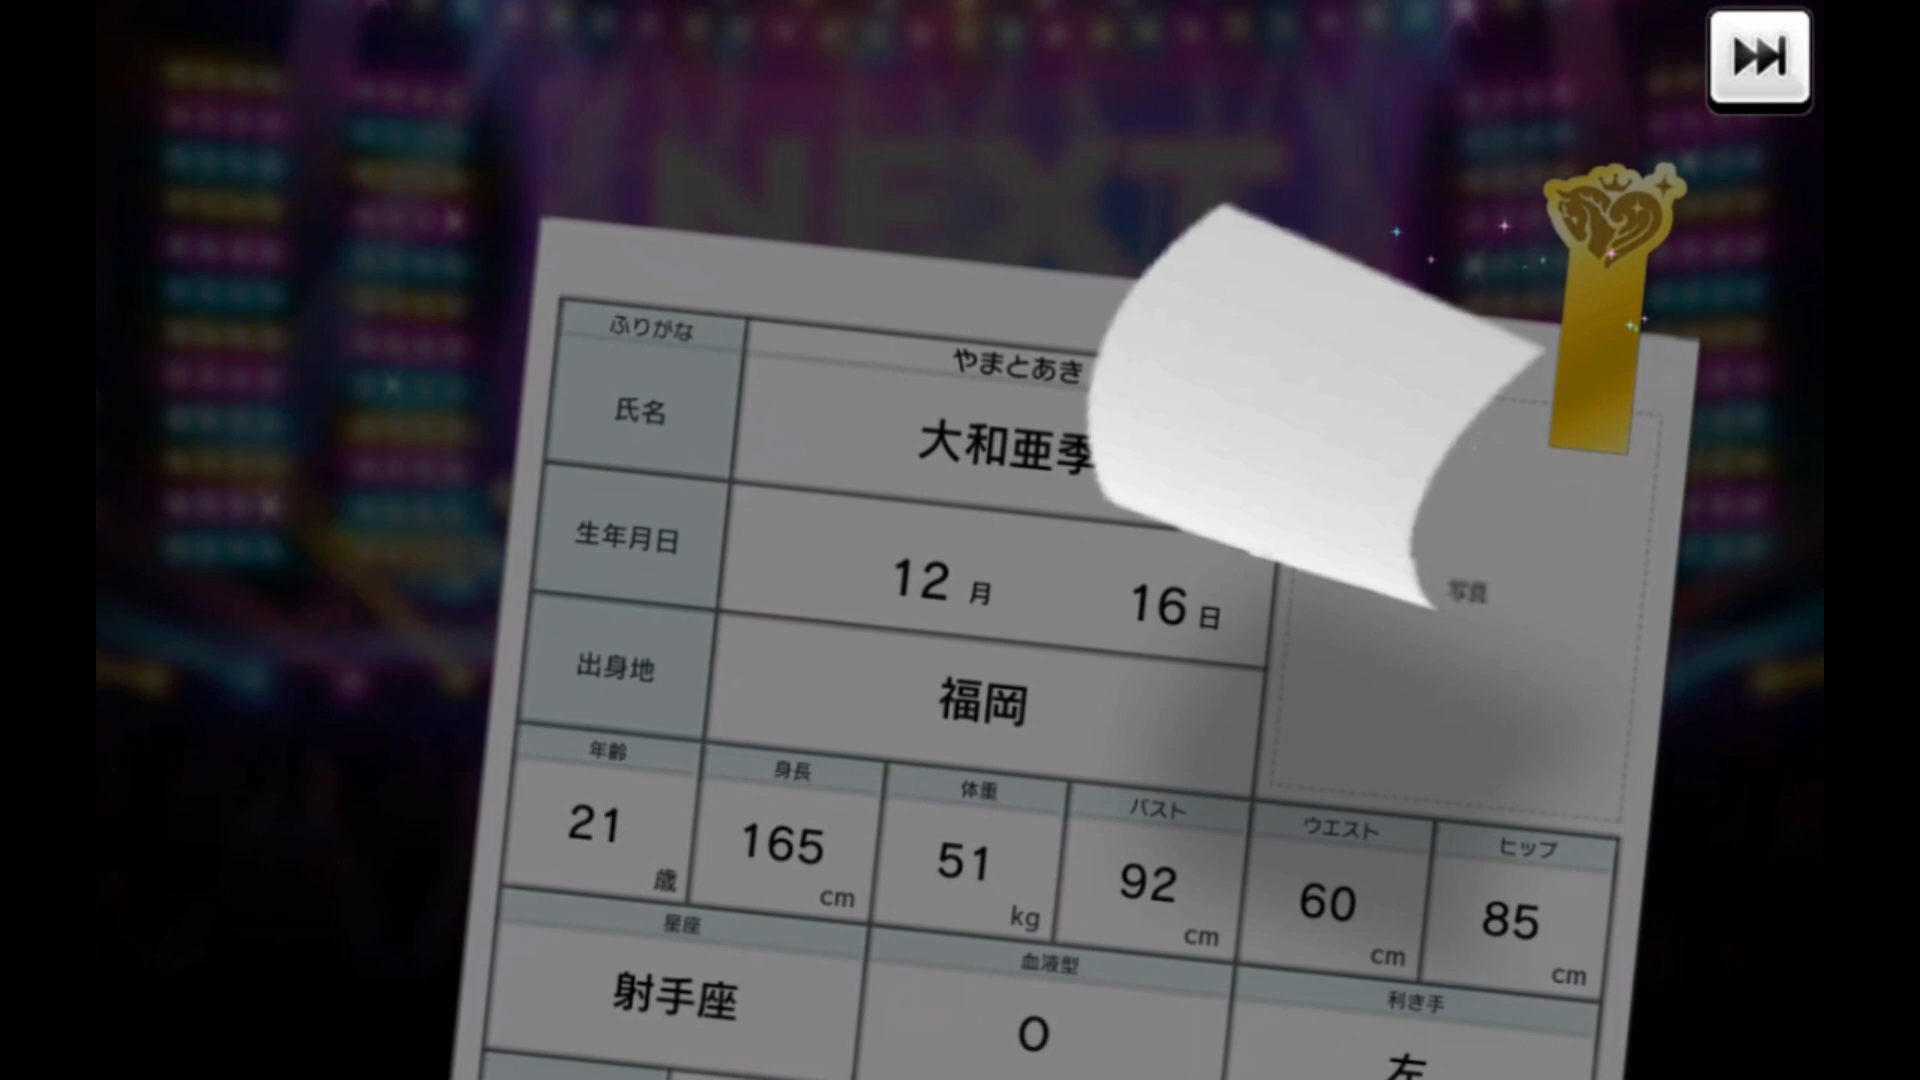 NEXT
ふりがな
やまとあき
氏名
大和亜季
生年月日
12 月 16 日
出身地
福岡
写真
年齢 身長 体重 バスト ウエスト ヒップ
21 歳 165 cm 51 kg 92 cm 60 cm 85 cm
星座 血液型 利き手
射手座 O 左